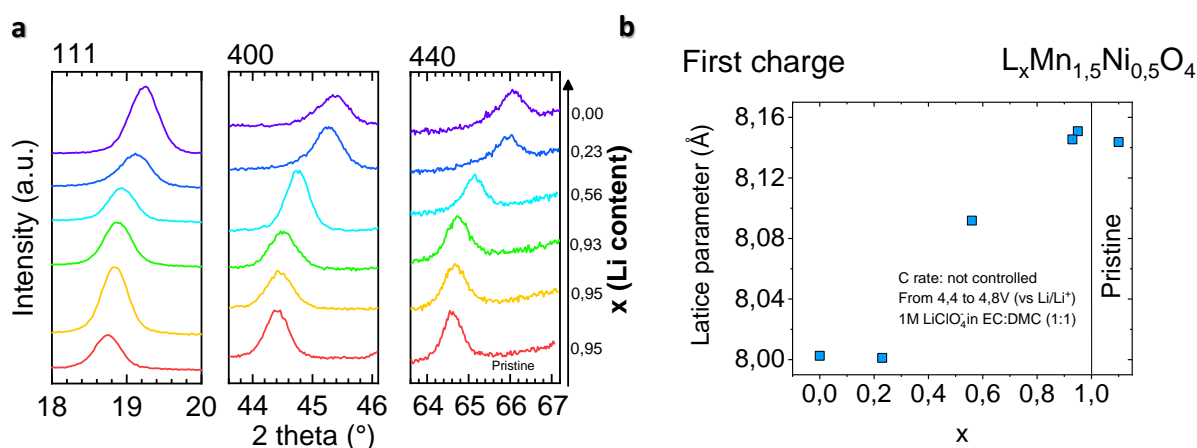 a
111
400
440
Intensity (a.u.)
0,00
0,23
0,56
0,93
0,95
0,95
Pristine
x (Li content)
18 19 20
44 45 46
64 65 66 67
2 theta (°)
b
First charge
LₓMn₁,₅Ni₀,₅O₄
Latice parameter (Å)
8,16
8,12
8,08
8,04
8,00
C rate: not controlled
From 4,4 to 4,8V (vs Li/Li⁺)
1M LiClO₄⁻in EC:DMC (1:1)
Pristine
0,0 0,2 0,4 0,6 0,8 1,0
x